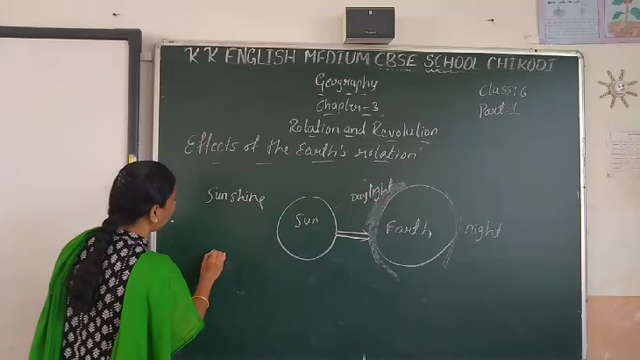 K K ENGLISH MEDIUM CBSE SCHOOL CHIKODI
Geography
Class: 6
Chapter - 3
Part - 1
Rotation and Revolution
Effects of the Earth's rotation
Sunshine
Daylight
Sun
Earth
night